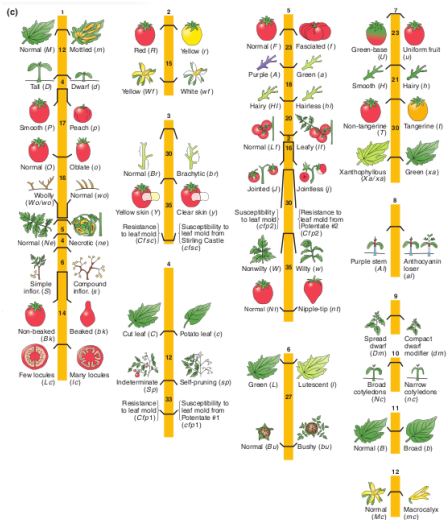 (c)
1
Normal (M) Mottled (m)
12
Tall (D) Dwarf (d)
4
Smooth (P) Peach (p)
17
Normal (O) Oblate (o)
16
Woolly
(Wo/wo)
Normal (wo)
Normal (Ne) Necrotic (ne)
5
4
Simple
inflor. (S)
Compound
inflor. (s)
6
Non-beaked
(Bk)
Beaked (bk)
14
Few locules
(Lc)
Many locules
(lc)
2
Red (R) Yellow (r)
15
Yellow (Wf) White (wf)
3
30
Normal (Br) Brachytic (br)
Yellow skin (Y) Clear skin (y)
35
Resistance
to leaf mold
(Cfsc)
Susceptibility to
leaf mold from
Stirling Castle
(cfsc)
4
Cut leaf (C) Potato leaf (c)
12
Indeterminate
(Sp)
Self-pruning (sp)
33
Resistance
to leaf mold
(Cfp1)
Susceptibility to
leaf mold from
Potentate #1
(cfp1)
5
Normal (F) Fasciated (f)
23
Purple (A) Green (a)
23
Hairy (Hl) Hairless (hl)
18
20
Normal (Lf) Leafy (lf)
2
16
Jointed (J) Jointless (j)
30
Susceptibility
to leaf mold
(cfp2)
Resistance to
leaf mold from
Potentate #2
(Cfp2)
Nonwilty (W) Wilty (w)
35
Normal (Nt) Nipple-tip (nt)
6
Green (L) Lutescent (l)
27
Normal (Bu) Bushy (bu)
7
23
Green-base
(U)
Uniform fruit
(u)
Smooth (H) Hairy (h)
21
Non-tangerine
(T)
Tangerine (t)
30
Xanthophyllous
(Xa/xa)
Green (xa)
8
Purple stem
(Al)
Anthocyanin
loser
(al)
9
Spread
dwarf
(Dm)
Compact
dwarf
modifier (dm)
10
Broad
cotyledons
(Nc)
Narrow
cotyledons
(nc)
11
Normal (B) Broad (b)
12
Normal
(Mc)
Macrocalyx
(mc)